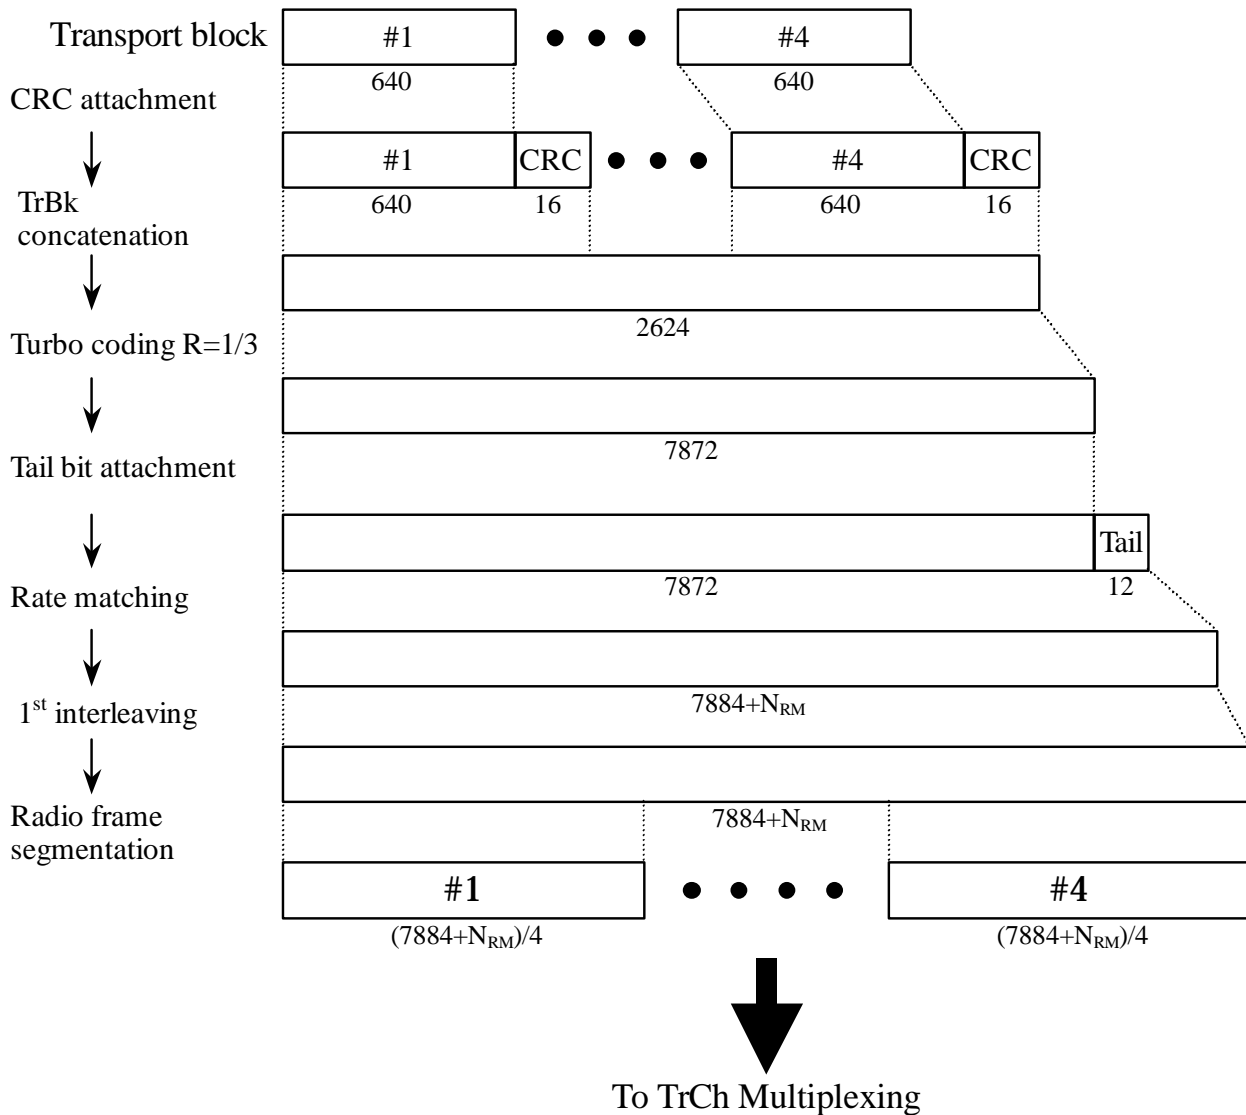 Transport block
#1
#4
640
640
CRC attachment
#1
CRC
#4
CRC
640
16
640
16
TrBk
concatenation
2624
Turbo coding R=1/3
7872
Tail bit attachment
Tail
7872
12
Rate matching
7884+NRM
1st interleaving
7884+NRM
Radio frame
segmentation
#1
#4
(7884+NRM)/4
(7884+NRM)/4
To TrCh Multiplexing